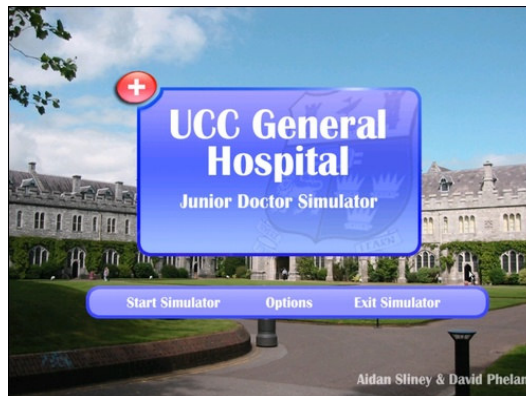 UCC General
Hospital
Junior Doctor Simulator
Start Simulator Options Exit Simulator
Aidan Sliney & David Phelan